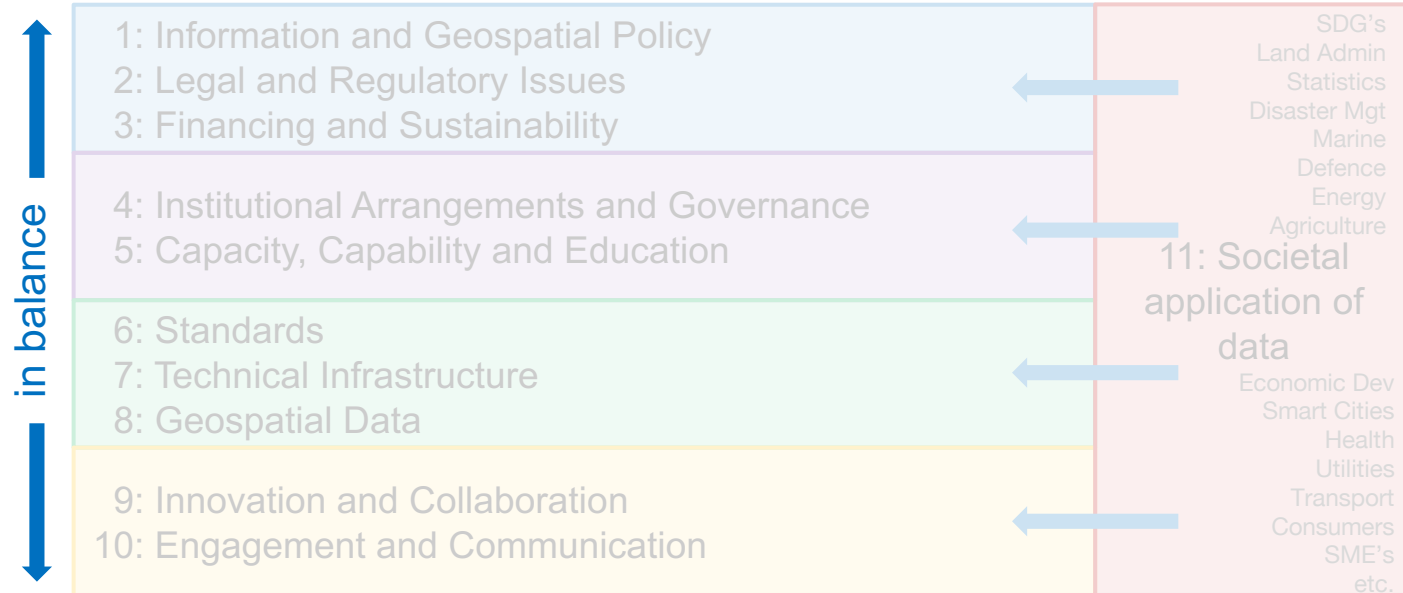 in balance
1: Information and Geospatial Policy
2: Legal and Regulatory Issues
3: Financing and Sustainability
4: Institutional Arrangements and Governance
5: Capacity, Capability and Education
6: Standards
7: Technical Infrastructure
8: Geospatial Data
9: Innovation and Collaboration
10: Engagement and Communication
SDG's
Land Admin
Statistics
Disaster Mgt
Marine
Defence
Energy
Agriculture
11: Societal
application of
data
Economic Dev
Smart Cities
Health
Utilities
Transport
Consumers
SME's
etc.